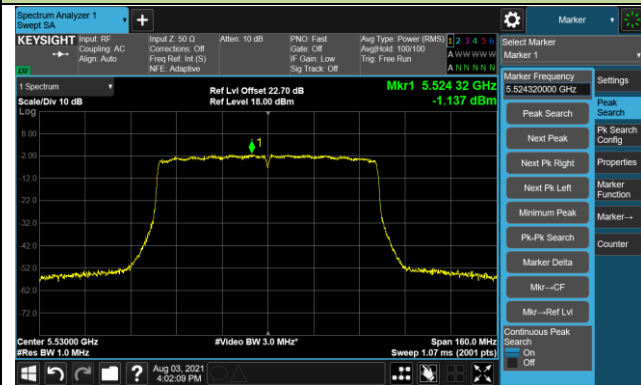 Spectrum Analyzer 1
Swept SA
Marker
KEYSIGHT
Input: RF
Coupling: AC
Align: Auto
Input Z: 50 Ω
Corrections: Off
Freq Ref: Int (S)
NFE: Adaptive
Atten: 10 dB
PNO: Fast
Gate: Off
IF Gain: Low
Sig Track: Off
Avg Type: Power (RMS)
Avg|Hold: 100/100
Trig: Free Run
1 2 3 4 5 6
A W W W W W
A N N N N N
Select Marker
Marker 1
LXI
1 Spectrum
Scale/Div 10 dB
Log
Ref Lvl Offset 22.70 dB
Ref Level 18.00 dBm
Mkr1 5.524 32 GHz
-1.137 dBm
8.00
-2.00
-12.0
-22.0
-32.0
-42.0
-52.0
-62.0
-72.0
1
Center 5.53000 GHz
#Res BW 1.0 MHz
#Video BW 3.0 MHz*
Span 160.0 MHz
Sweep 1.07 ms (2001 pts)
Marker Frequency
5.524320000 GHz
Peak Search
Next Peak
Next Pk Right
Next Pk Left
Minimum Peak
Pk-Pk Search
Marker Delta
Mkr→CF
Mkr→Ref Lvl
Continuous Peak
Search
On
Off
Settings
Peak
Search
Pk Search
Config
Properties
Marker
Function
Marker→
Counter
Aug 03, 2021
4:02:09 PM